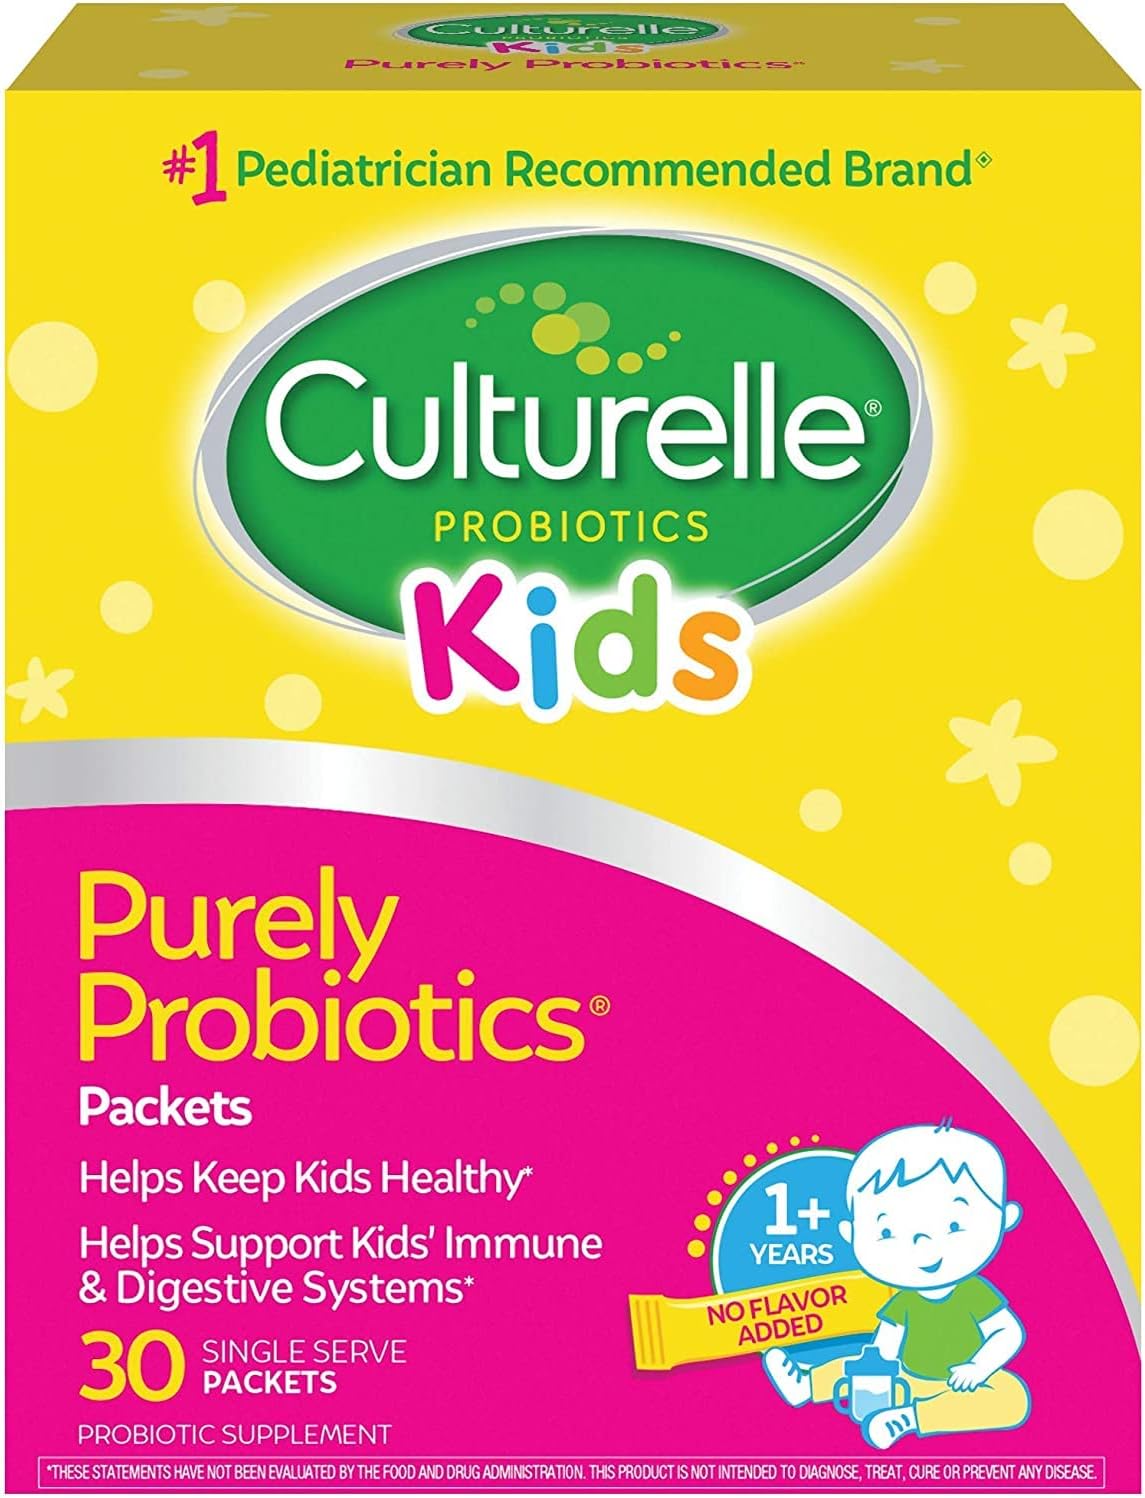 Culturelle
PROBIOTICS
Kids
Purely Probiotics®
#1 Pediatrician Recommended Brand◈
Culturelle®
PROBIOTICS
Kids
Purely
Probiotics®
Packets
Helps Keep Kids Healthy*
Helps Support Kids' Immune
& Digestive Systems*
30 SINGLE SERVE
PACKETS
PROBIOTIC SUPPLEMENT
1+
YEARS
NO FLAVOR
ADDED
*THESE STATEMENTS HAVE NOT BEEN EVALUATED BY THE FOOD AND DRUG ADMINISTRATION. THIS PRODUCT IS NOT INTENDED TO DIAGNOSE, TREAT, CURE OR PREVENT ANY DISEASE.